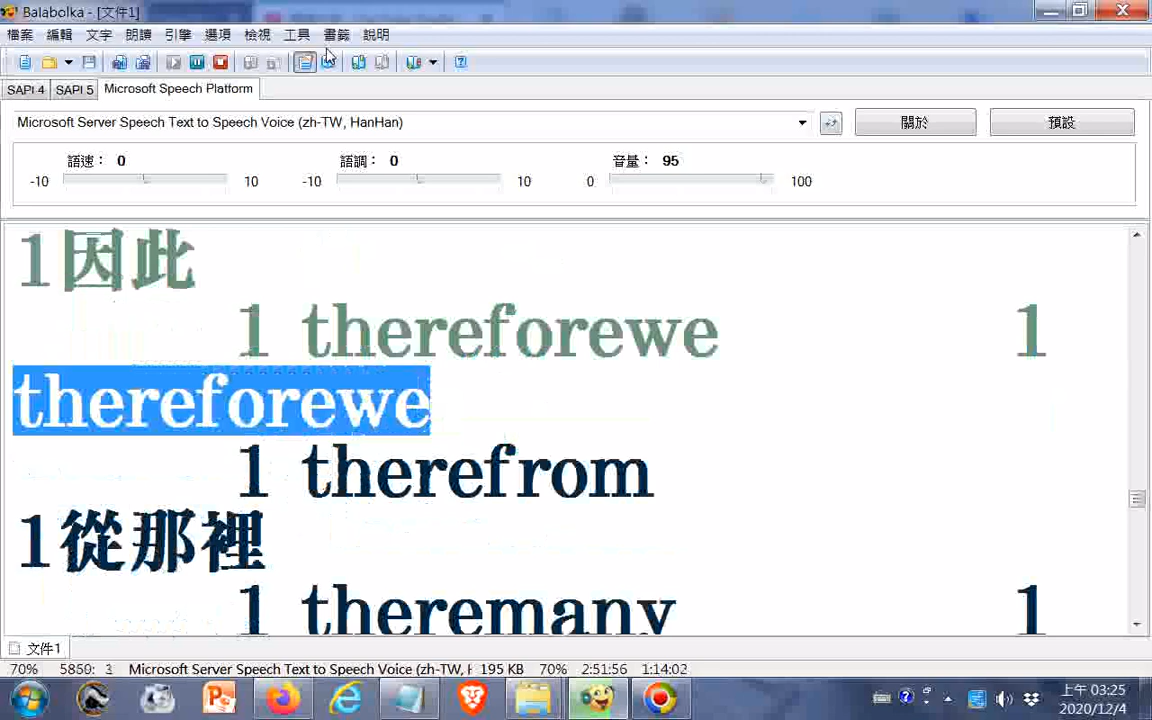 Balabolka - [文件1]
檔案 編輯 文字 朗讀 引擎 選項 檢視 工具 書籤 說明
SAPI 4 SAPI 5 Microsoft Speech Platform
Microsoft Server Speech Text to Speech Voice (zh-TW, HanHan) 關於 預設
語速： 0 語調： 0 音量： 95
-10 10 -10 10 0 100
1因此
1 thereforewe 1
thereforewe
1 therefrom
1從那裡
1 theremany 1
文件1
70% 5859: 3 Microsoft Server Speech Text to Speech Voice (zh-TW, H 195 KB 70% 2:51:56 1:14:02
上午 03:25
2020/12/4